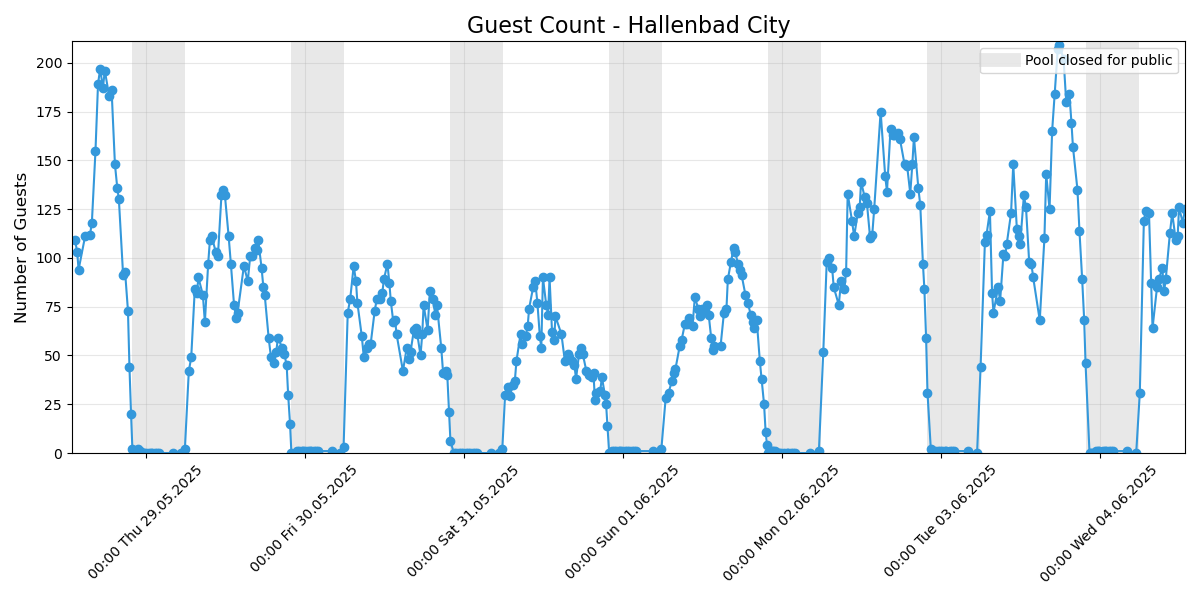 Guest Count - Hallenbad City
Pool closed for public
Number of Guests
200
175
150
125
100
75
50
25
0
00:00 Thu 29.05.2025
00:00 Fri 30.05.2025
00:00 Sat 31.05.2025
00:00 Sun 01.06.2025
00:00 Mon 02.06.2025
00:00 Tue 03.06.2025
00:00 Wed 04.06.2025